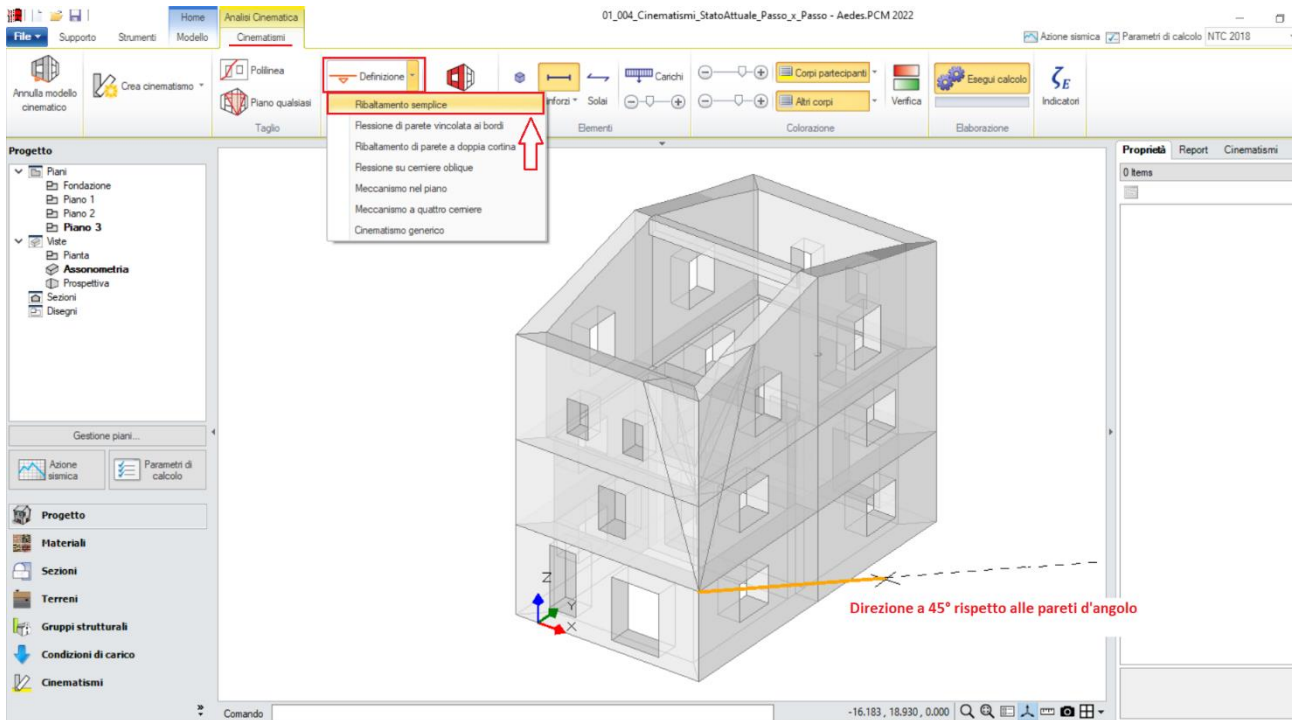 Home
Analisi Cinematica
01_004_Cinematismi_StatoAttuale_Passo_x_Passo - Aedes.PCM 2022
File
Supporto
Strumenti
Modello
Cinematismi
Azione sismica
Parametri di calcolo
NTC 2018
Annulla modello
cinematico
Crea cinematismo
Polilinea
Piano qualsiasi
Taglio
Definizione
Ribaltamento semplice
Flessione di parete vincolata ai bordi
Ribaltamento di parete a doppia cortina
Flessione su cerniere oblique
Meccanismo nel piano
Meccanismo a quattro cerniere
Cinematismo generico
inforzi
Solai
Carichi
Elementi
Corpi partecipanti
Altri corpi
Colorazione
Verifica
Esegui calcolo
Elaborazione
ζE
Indicatori
Progetto
Piani
Fondazione
Piano 1
Piano 2
Piano 3
Viste
Pianta
Assonometria
Prospettiva
Sezioni
Disegni
Gestione piani...
Azione
sismica
Parametri di
calcolo
Progetto
Materiali
Sezioni
Terreni
Gruppi strutturali
Condizioni di carico
Cinematismi
Z
Y
X
Direzione a 45° rispetto alle pareti d'angolo
Proprietà
Report
Cinematismi
0 Items
Comando
-16.183 , 18.930 , 0.000